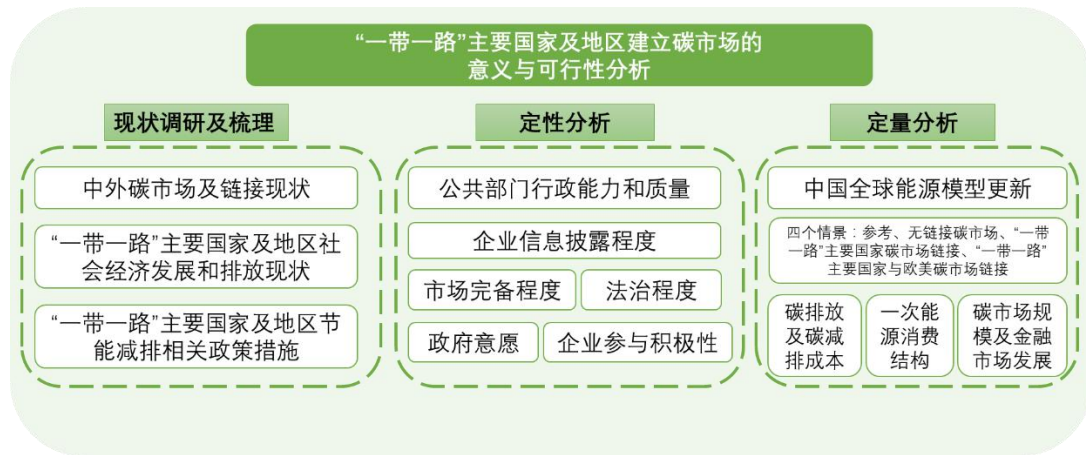 “一带一路”主要国家及地区建立碳市场的
意义与可行性分析
现状调研及梳理
中外碳市场及链接现状
“一带一路”主要国家及地区社
会经济发展和排放现状
“一带一路”主要国家及地区节
能减排相关政策措施
定性分析
公共部门行政能力和质量
企业信息披露程度
市场完备程度
法治程度
政府意愿
企业参与积极性
定量分析
中国全球能源模型更新
四个情景：参考、无链接碳市场、“一带
一路”主要国家碳市场链接、“一带一路”
主要国家与欧美碳市场链接
碳排放
及碳减
排成本
一次能
源消费
结构
碳市场规
模及金融
市场发展